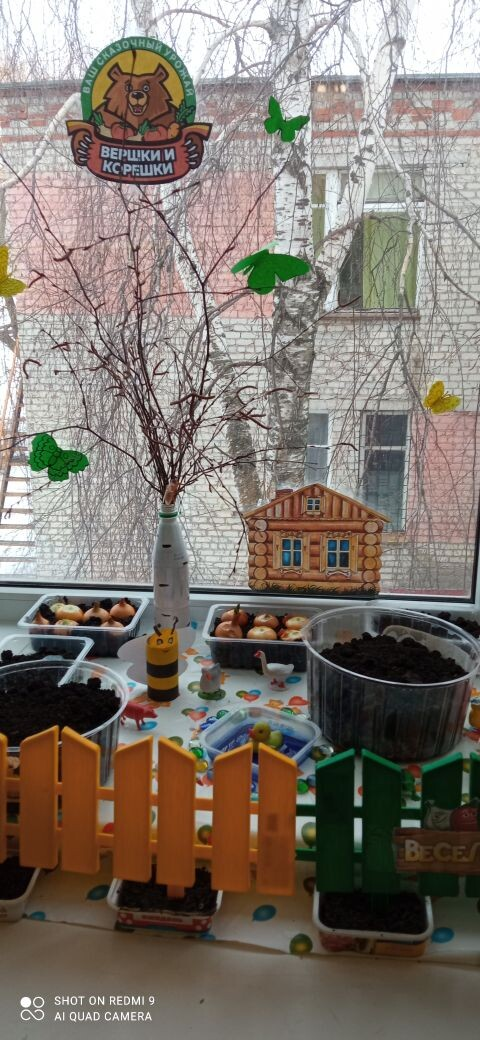 ВАШ СКАЗОЧНЫЙ УРОЖАЙ
ВЕРШКИ И
КОРЕШКИ
ВЕСЕЛ
SHOT ON REDMI 9
AI QUAD CAMERA